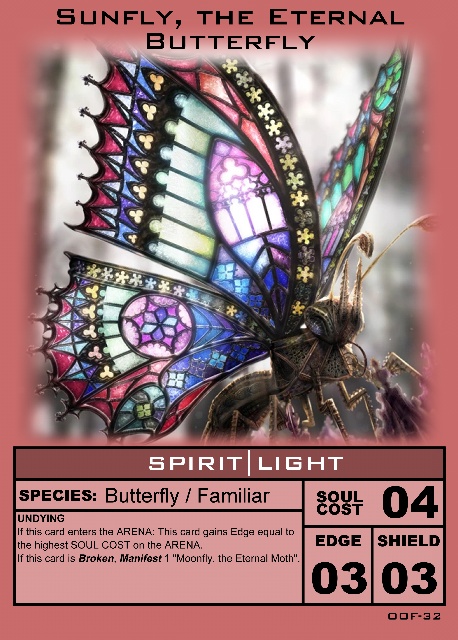 Sunfly, the Eternal
Butterfly
SPIRIT|LIGHT
SPECIES: Butterfly / Familiar
SOUL COST 04
UNDYING
If this card enters the ARENA: This card gains Edge equal to
the highest SOUL COST on the ARENA.
If this card is Broken, Manifest 1 "Moonfly, the Eternal Moth".
EDGE 03
SHIELD 03
OOF-32